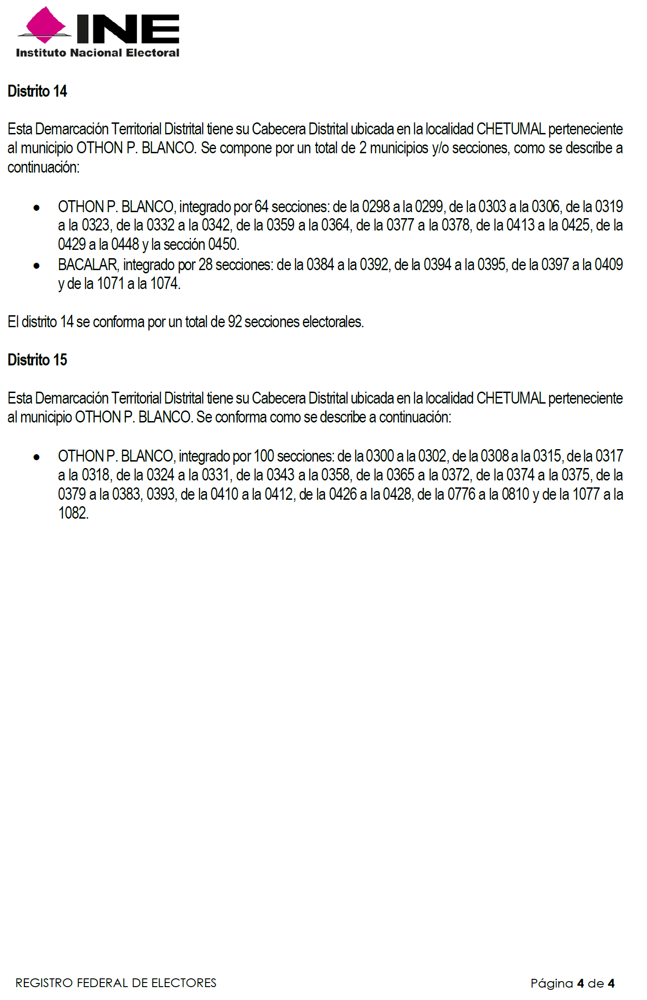 INE
Instituto Nacional Electoral
Distrito 14
Esta Demarcación Territorial Distrital tiene su Cabecera Distrital ubicada en la localidad CHETUMAL perteneciente
al municipio OTHON P. BLANCO. Se compone por un total de 2 municipios y/o secciones, como se describe a
continuación:
● OTHON P. BLANCO, integrado por 64 secciones: de la 0298 a la 0299, de la 0303 a la 0306, de la 0319
a la 0323, de la 0332 a la 0342, de la 0359 a la 0364, de la 0377 a la 0378, de la 0413 a la 0425, de la
0429 a la 0448 y la sección 0450.
● BACALAR, integrado por 28 secciones: de la 0384 a la 0392, de la 0394 a la 0395, de la 0397 a la 0409
y de la 1071 a la 1074.
El distrito 14 se conforma por un total de 92 secciones electorales.
Distrito 15
Esta Demarcación Territorial Distrital tiene su Cabecera Distrital ubicada en la localidad CHETUMAL perteneciente
al municipio OTHON P. BLANCO. Se conforma como se describe a continuación:
● OTHON P. BLANCO, integrado por 100 secciones: de la 0300 a la 0302, de la 0308 a la 0315, de la 0317
a la 0318, de la 0324 a la 0331, de la 0343 a la 0358, de la 0365 a la 0372, de la 0374 a la 0375, de la
0379 a la 0383, 0393, de la 0410 a la 0412, de la 0426 a la 0428, de la 0776 a la 0810 y de la 1077 a la
1082.
REGISTRO FEDERAL DE ELECTORES
Página 4 de 4